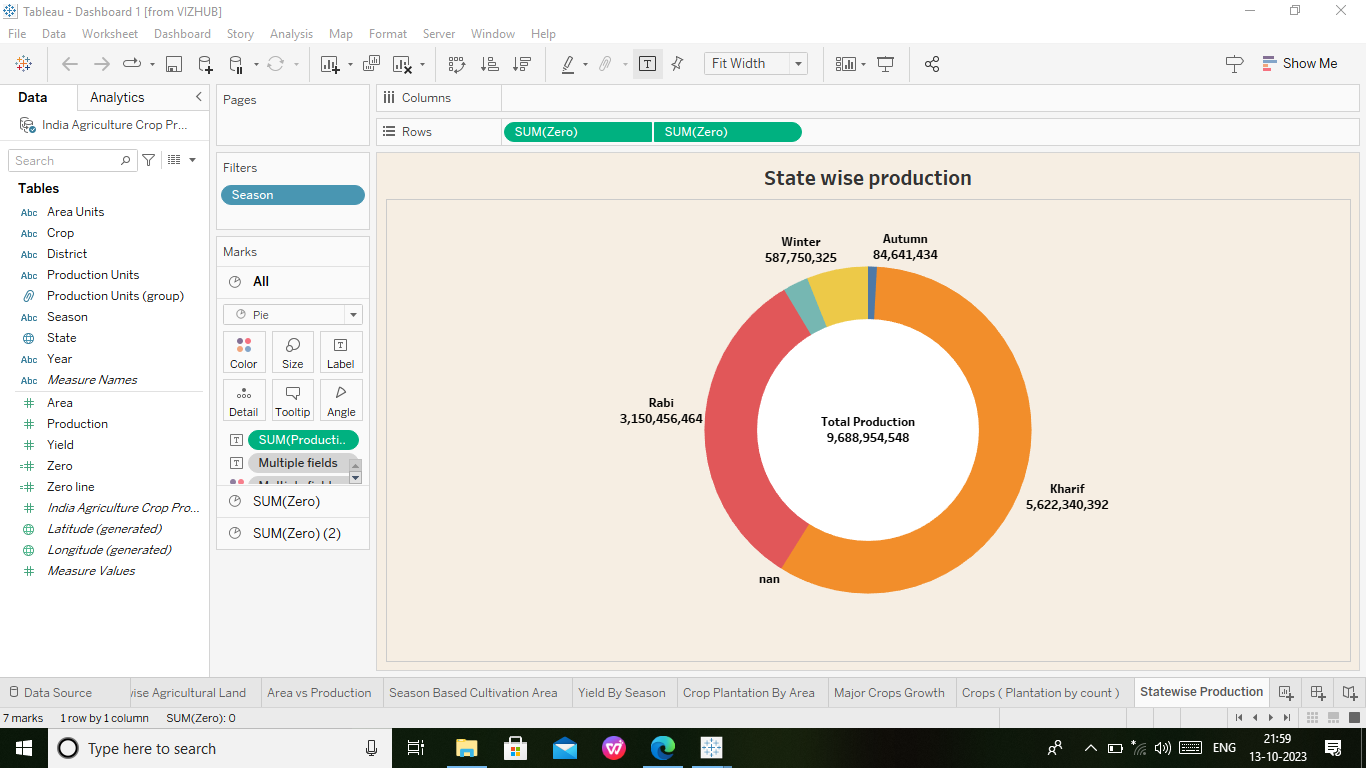 Tableau - Dashboard 1 [from VIZHUB]
File Data Worksheet Dashboard Story Analysis Map Format Server Window Help
Fit Width
Show Me
Data Analytics
India Agriculture Crop Pr...
Search
Tables
Abc Area Units
Abc Crop
Abc District
Abc Production Units
Production Units (group)
Abc Season
State
Abc Year
Abc Measure Names
Area
Production
Yield
Zero
Zero line
India Agriculture Crop Pro...
Latitude (generated)
Longitude (generated)
Measure Values
Pages
Filters
Season
Marks
All
Pie
Color Size Label
Detail Tooltip Angle
SUM(Producti..
Multiple fields
SUM(Zero)
SUM(Zero) (2)
Columns
Rows SUM(Zero) SUM(Zero)
State wise production
Winter
587,750,325
Autumn
84,641,434
Rabi
3,150,456,464
Total Production
9,688,954,548
Kharif
5,622,340,392
nan
Data Source vise Agricultural Land Area vs Production Season Based Cultivation Area Yield By Season Crop Plantation By Area Major Crops Growth Crops ( Plantation by count ) Statewise Production
7 marks 1 row by 1 column SUM(Zero): 0
Type here to search
ENG
21:59
13-10-2023